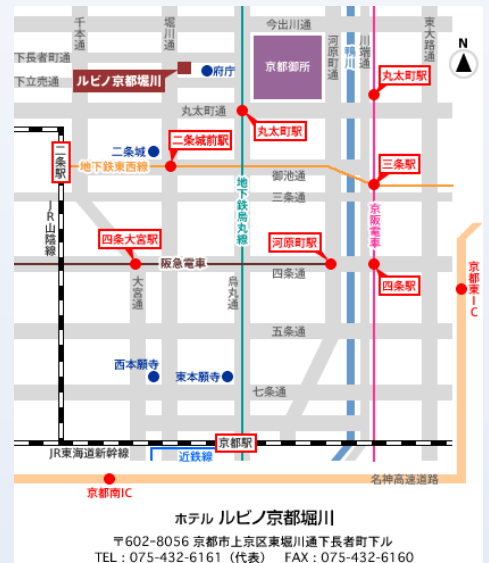 千本通
堀川通
今出川通
河原町通
鴨川
川端通
東大路通
N
下長者町通
府庁
京都御所
丸太町駅
下立売通
ルビノ京都堀川
丸太町通
丸太町駅
二条城
二条城前駅
二条駅
地下鉄東西線
御池通
三条駅
三条通
JR山陰線
地下鉄烏丸線
京阪電車
四条大宮駅
河原町駅
阪急電車
四条通
四条駅
京都東IC
大宮通
烏丸通
五条通
西本願寺
東本願寺
七条通
京都駅
JR東海道新幹線
近鉄線
京都南IC
名神高速道路
ホテル ルビノ京都堀川
〒602-8056 京都市上京区東堀川通下長者町下ル
TEL:075-432-6161(代表) FAX:075-432-6160